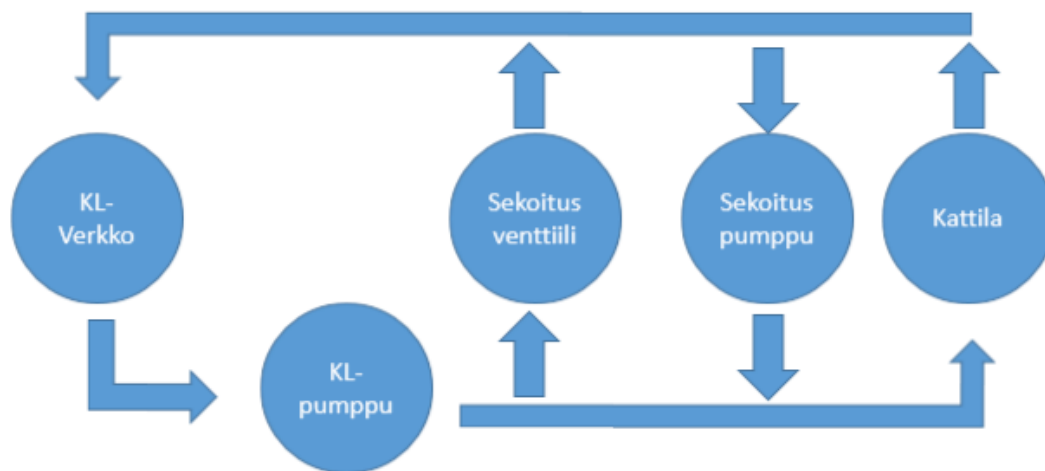 KL-
Verkko
Sekoitus
venttiili
Sekoitus
pumppu
Kattila
KL-
pumppu